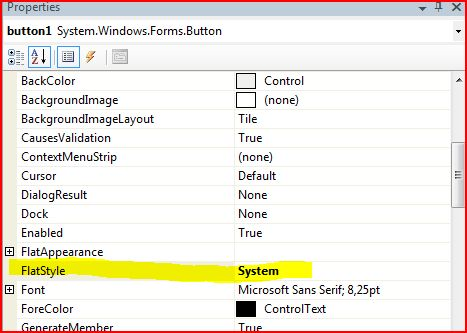 Properties
button1 System.Windows.Forms.Button
BackColor Control
BackgroundImage (none)
BackgroundImageLayout Tile
CausesValidation True
ContextMenuStrip (none)
Cursor Default
DialogResult None
Dock None
Enabled True
FlatAppearance
FlatStyle System
Font Microsoft Sans Serif; 8,25pt
ForeColor ControlText
GenerateMember True